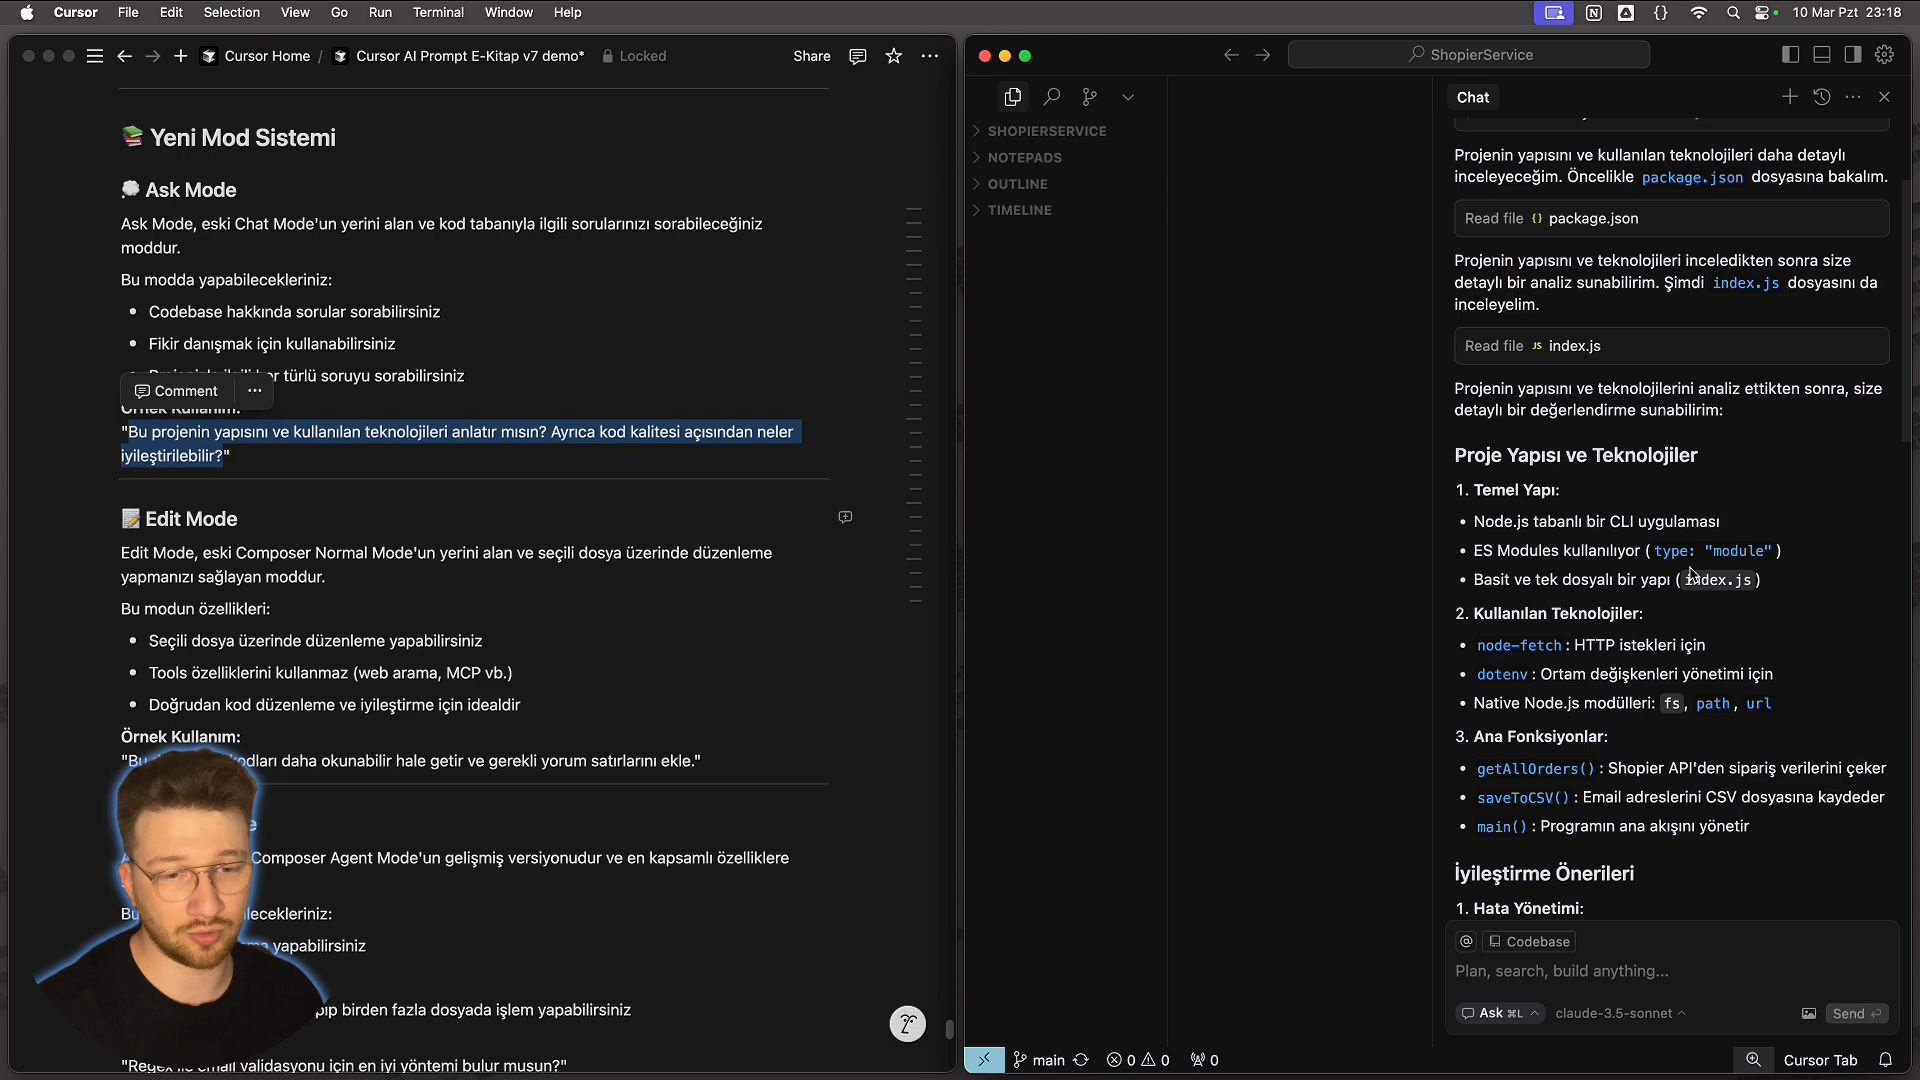 Cursor File Edit Selection View Go Run Terminal Window Help
10 Mar Pzt 23:18
Cursor Home / Cursor AI Prompt E-Kitap v7 demo* Locked
Share
📚 Yeni Mod Sistemi
💭 Ask Mode
Ask Mode, eski Chat Mode'un yerini alan ve kod tabanıyla ilgili sorularınızı sorabileceğiniz
moddur.
Bu modda yapabilecekleriniz:
• Codebase hakkında sorular sorabilirsiniz
• Fikir danışmak için kullanabilirsiniz
türlü soruyu sorabilirsiniz
Comment
Örnek Kullanım:
"Bu projenin yapısını ve kullanılan teknolojileri anlatır mısın? Ayrıca kod kalitesi açısından neler
iyileştirilebilir?"
📝 Edit Mode
Edit Mode, eski Composer Normal Mode'un yerini alan ve seçili dosya üzerinde düzenleme
yapmanızı sağlayan moddur.
Bu modun özellikleri:
• Seçili dosya üzerinde düzenleme yapabilirsiniz
• Tools özelliklerini kullanmaz (web arama, MCP vb.)
• Doğrudan kod düzenleme ve iyileştirme için idealdir
Örnek Kullanım:
"Bu daha okunabilir hale getir ve gerekli yorum satırlarını ekle."
Composer Agent Mode'un gelişmiş versiyonudur ve en kapsamlı özelliklere
yapabilirsiniz
birden fazla dosyada işlem yapabilirsiniz
"Regex ile email validasyonu için en iyi yöntemi bulur musun?"
ShopierService
SHOPIERSERVICE
NOTEPADS
OUTLINE
TIMELINE
Chat
Projenin yapısını ve kullanılan teknolojileri daha detaylı
inceleyeceğim. Öncelikle package.json dosyasına bakalım.
Read file {} package.json
Projenin yapısını ve teknolojileri inceledikten sonra size
detaylı bir analiz sunabilirim. Şimdi index.js dosyasını da
inceleyelim.
Read file JS index.js
Projenin yapısını ve teknolojilerini analiz ettikten sonra, size
detaylı bir değerlendirme sunabilirim:
Proje Yapısı ve Teknolojiler
1. Temel Yapı:
• Node.js tabanlı bir CLI uygulaması
• ES Modules kullanılıyor (type: "module")
• Basit ve tek dosyalı bir yapı (index.js)
2. Kullanılan Teknolojiler:
• node-fetch: HTTP istekleri için
• dotenv: Ortam değişkenleri yönetimi için
• Native Node.js modülleri: fs, path, url
3. Ana Fonksiyonlar:
• getAllOrders(): Shopier API'den sipariş verilerini çeker
• saveToCSV(): Email adreslerini CSV dosyasına kaydeder
• main(): Programın ana akışını yönetir
İyileştirme Önerileri
1. Hata Yönetimi:
@ Codebase
Plan, search, build anything...
Ask ⌘L claude-3.5-sonnet Send
main 0 0 0
Cursor Tab